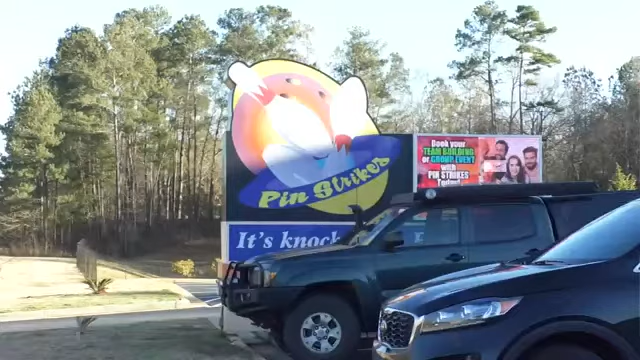 Pin Strikes
It's knock
Book your
TEAM BUILDING
or GROUP EVENT
with
PIN STRIKES
Today!